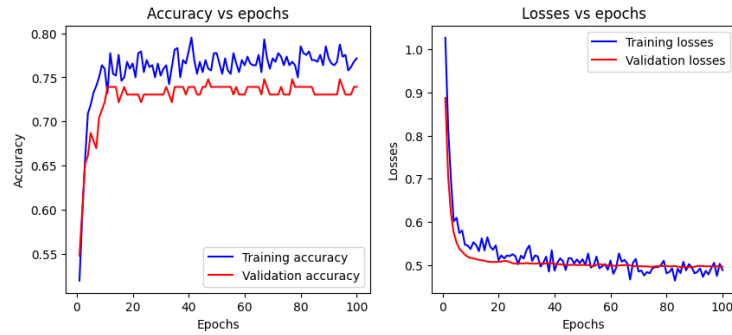 Accuracy vs epochs
0.80
0.75
0.70
0.65
0.60
0.55
Accuracy
Training accuracy
Validation accuracy
0 20 40 60 80 100
Epochs
Losses vs epochs
1.0
0.9
0.8
0.7
0.6
0.5
Losses
Training losses
Validation losses
0 20 40 60 80 100
Epochs